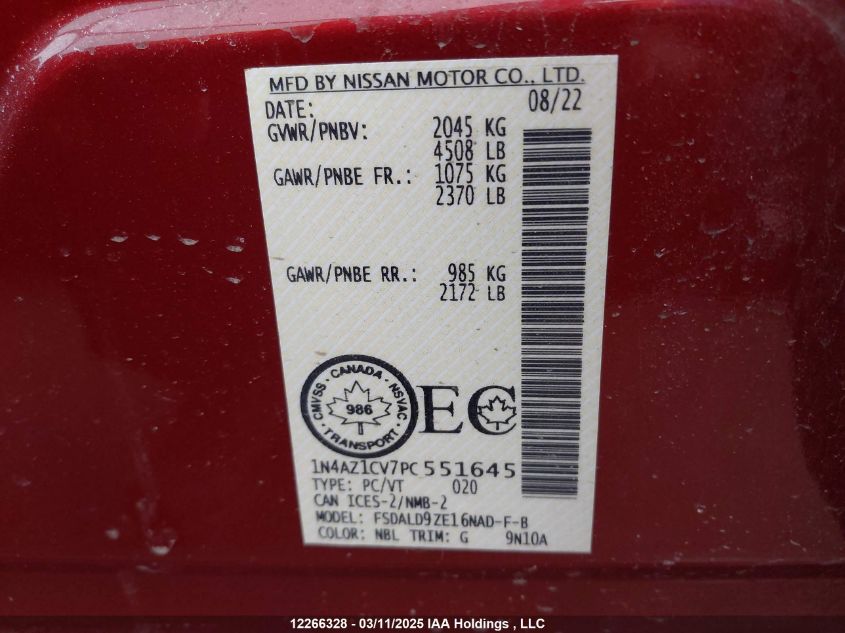 MFD BY NISSAN MOTOR CO., LTD.
DATE: 08/22
GVWR/PNBV: 2045 KG
4508 LB
GAWR/PNBE FR.: 1075 KG
2370 LB
GAWR/PNBE RR.: 985 KG
2172 LB
CMVSS · CANADA · NSVAC
986
TRANSPORT
EC
1N4AZ1CV7PC551645
TYPE: PC/VT 020
CAN ICES-2/NMB-2
MODEL: FSDALD9ZE16NAD-F-B
COLOR: NBL TRIM: G 9N10A
12266328 - 03/11/2025 IAA Holdings , LLC